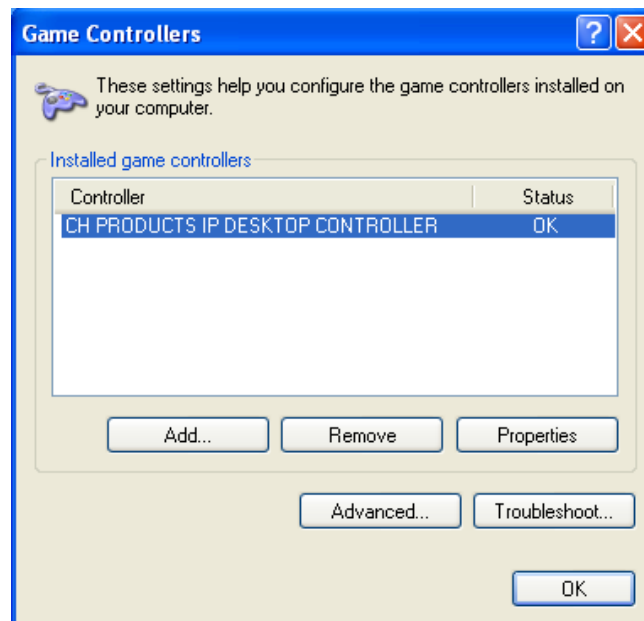 Game Controllers
These settings help you configure the game controllers installed on
your computer.
Installed game controllers
Controller Status
CH PRODUCTS IP DESKTOP CONTROLLER OK
Add... Remove Properties
Advanced... Troubleshoot...
OK